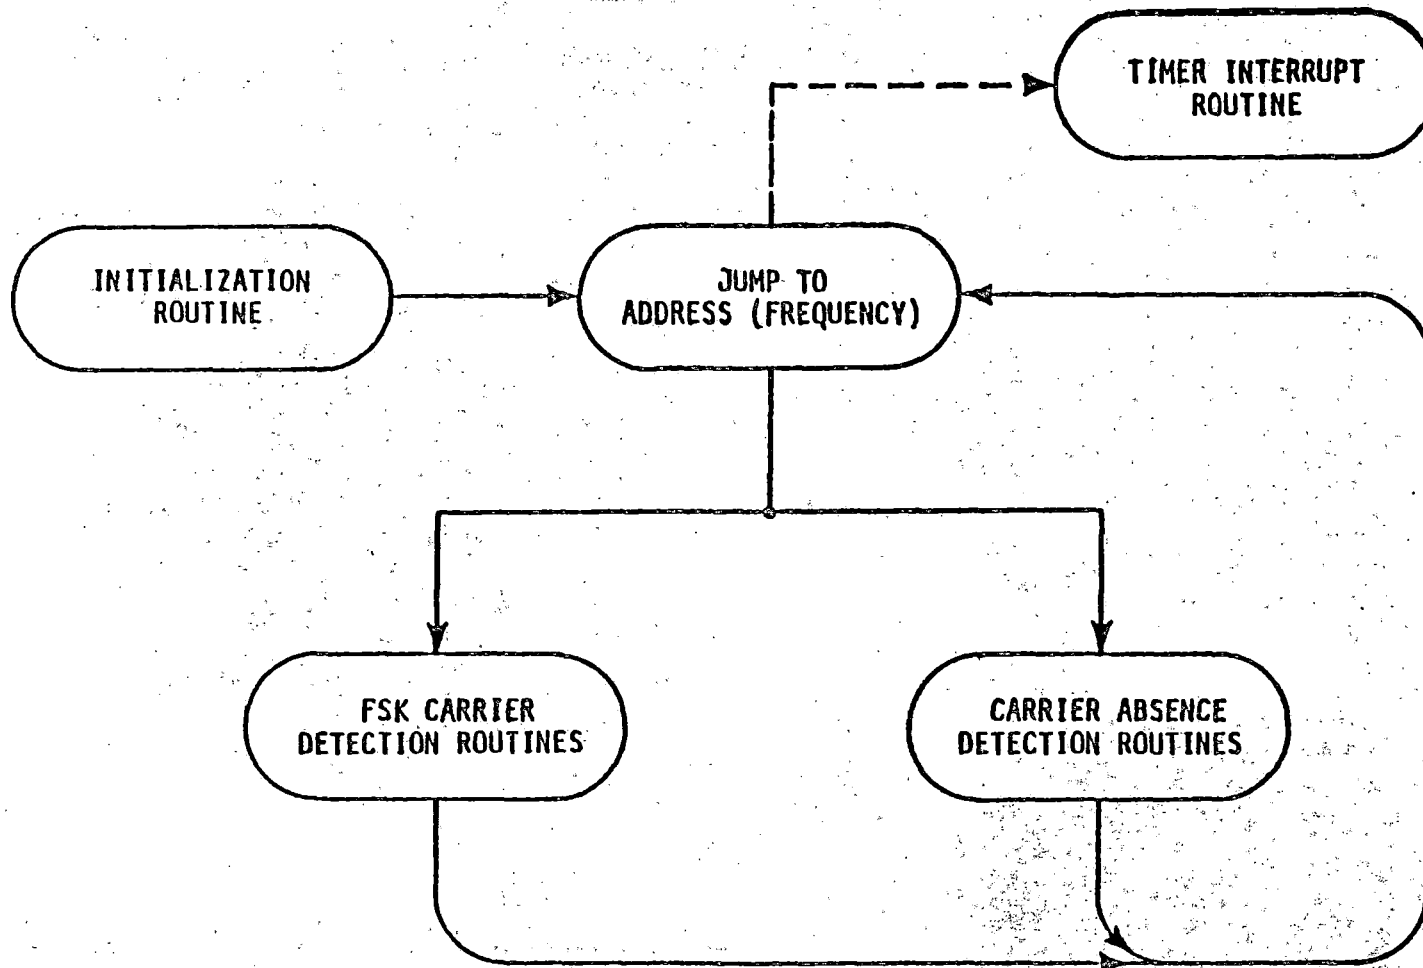 TIMER INTERRUPT
ROUTINE
INITIALIZATION
ROUTINE
JUMP TO
ADDRESS (FREQUENCY)
FSK CARRIER
DETECTION ROUTINES
CARRIER ABSENCE
DETECTION ROUTINES